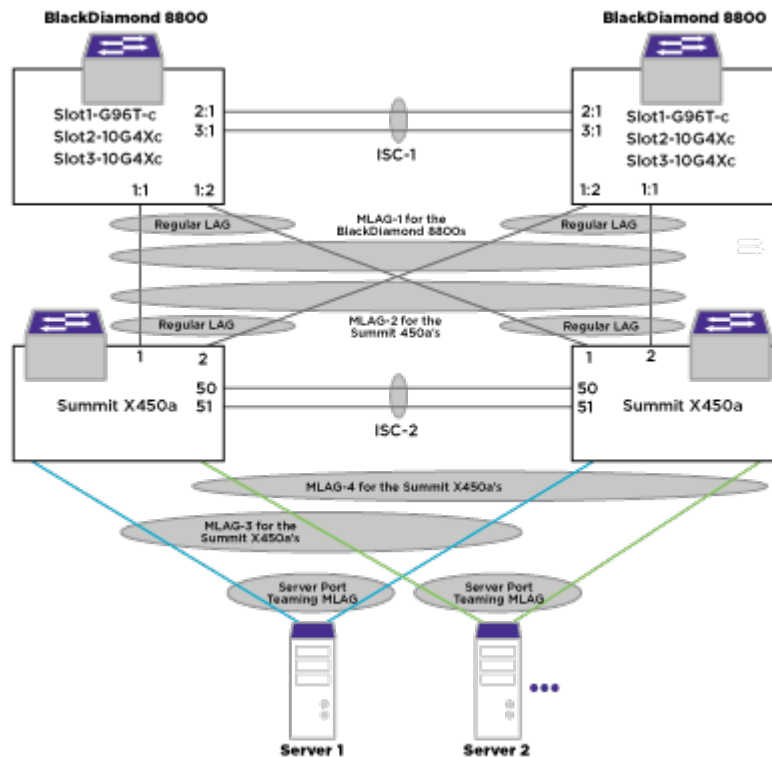 BlackDiamond 8800
BlackDiamond 8800
Slot1-G96T-c
Slot2-10G4Xc
Slot3-10G4Xc
2:1
3:1
1:1
1:2
ISC-1
2:1
3:1
Slot1-G96T-c
Slot2-10G4Xc
Slot3-10G4Xc
1:2
1:1
Regular LAG
MLAG-1 for the
BlackDiamond 8800s
Regular LAG
Regular LAG
MLAG-2 for the
Summit 450a's
Regular LAG
1
2
50
51
Summit X450a
ISC-2
1
2
50
51
Summit X450a
MLAG-4 for the Summit X450a's
MLAG-3 for the
Summit X450a's
Server Port
Teaming MLAG
Server Port
Teaming MLAG
Server 1
Server 2